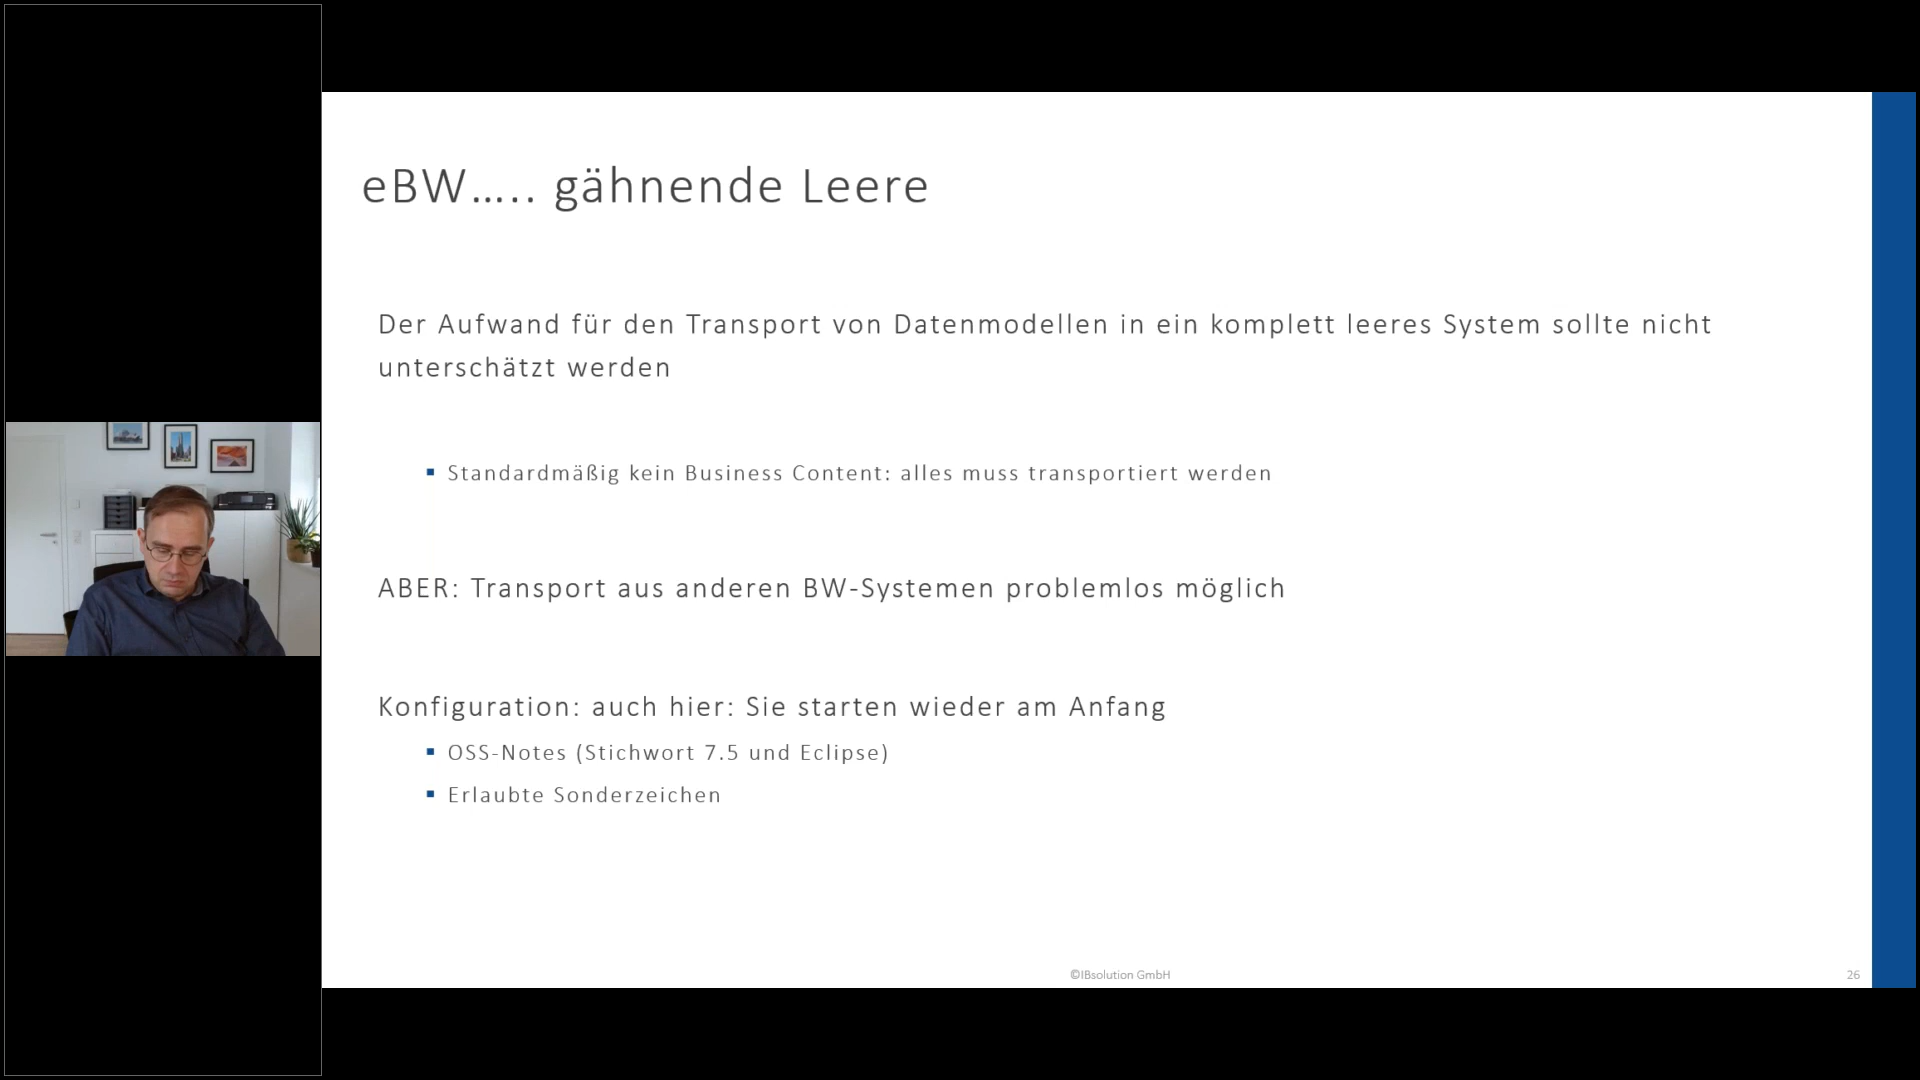 eBW..... gähnende Leere
Der Aufwand für den Transport von Datenmodellen in ein komplett leeres System sollte nicht
unterschätzt werden
Standardmäßig kein Business Content: alles muss transportiert werden
ABER: Transport aus anderen BW-Systemen problemlos möglich
Konfiguration: auch hier: Sie starten wieder am Anfang
OSS-Notes (Stichwort 7.5 und Eclipse)
Erlaubte Sonderzeichen
©IBsolution GmbH
26